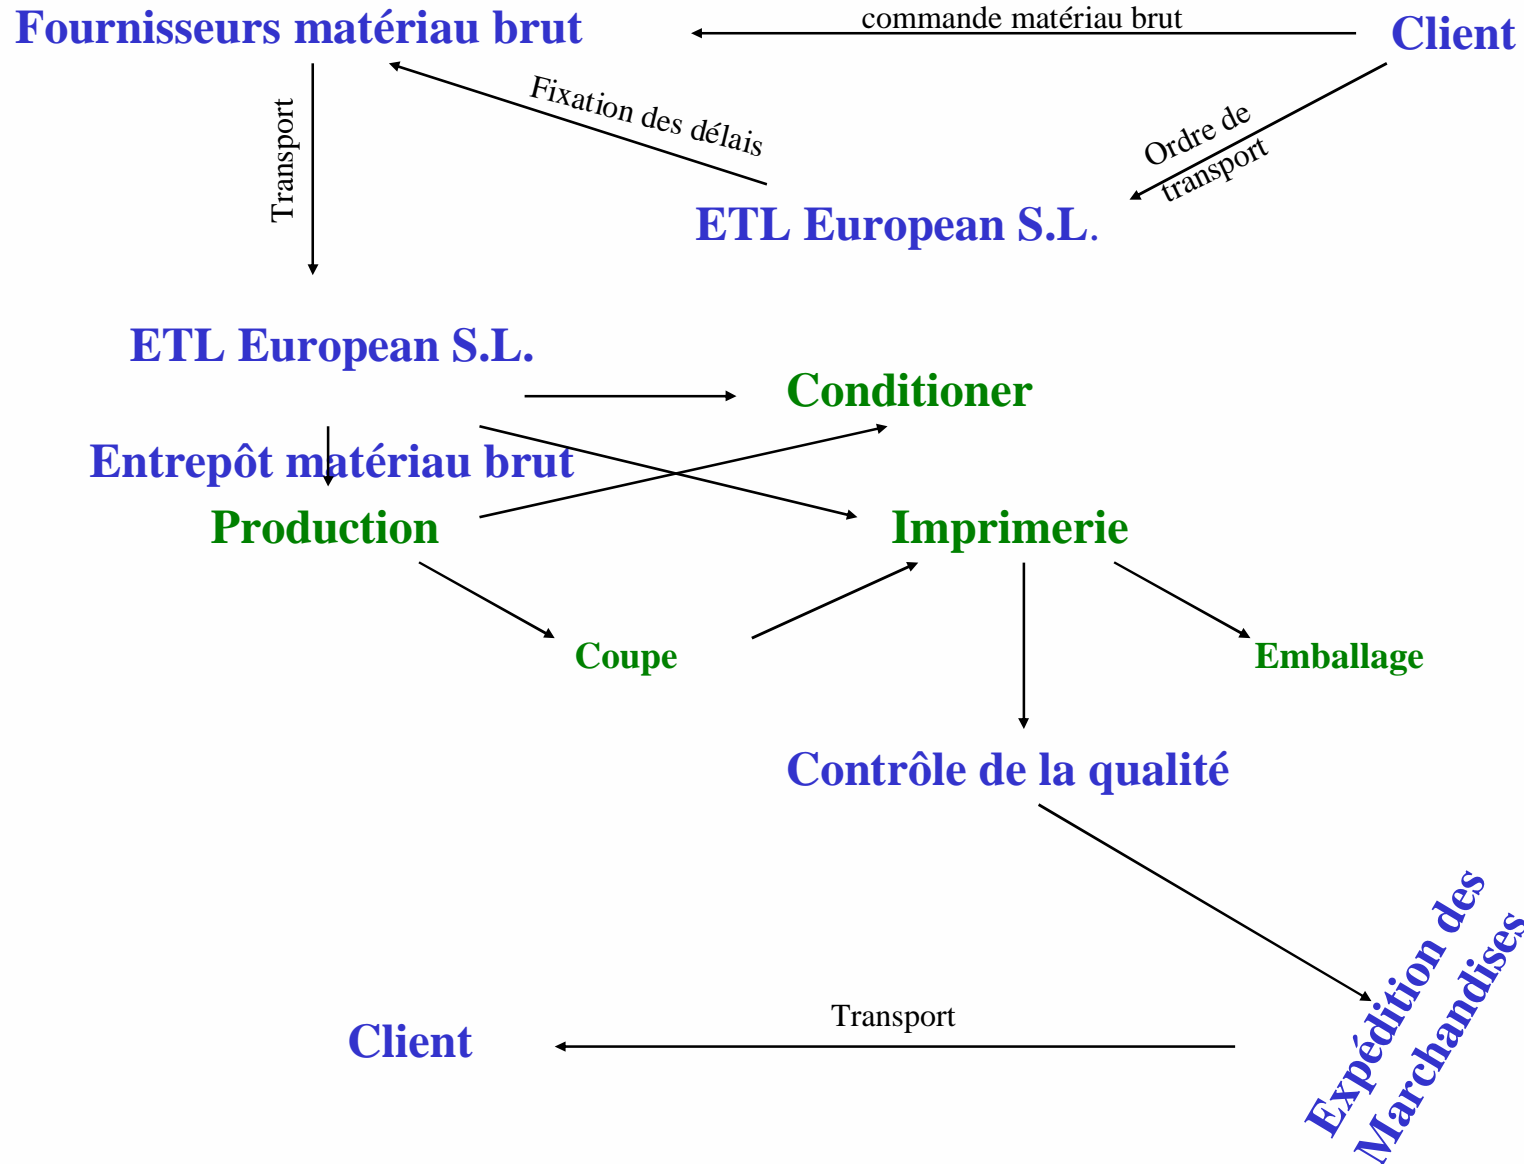 Fournisseurs matériau brut
commande matériau brut
Client
Transport
Fixation des délais
Ordre de
transport
ETL European S.L.
ETL European S.L.
Conditioner
Entrepôt matériau brut
Production
Imprimerie
Coupe
Emballage
Contrôle de la qualité
Expédition des
Marchandises
Transport
Client